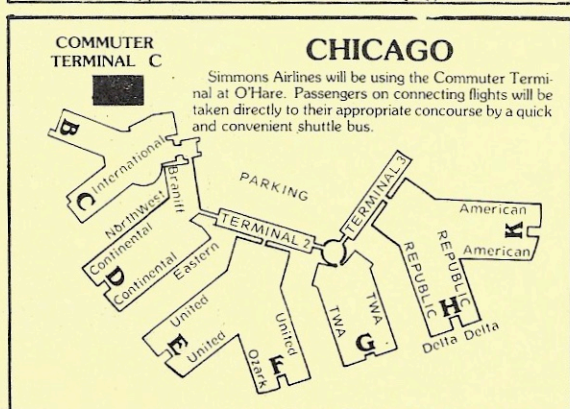 COMMUTER
TERMINAL C
CHICAGO
Simmons Airlines will be using the Commuter Termi-
nal at O'Hare. Passengers on connecting flights will be
taken directly to their appropriate concourse by a quick
and convenient shuttle bus.
B
International
C
Braniff
NorthWest
Continental
D
Continental
Eastern
PARKING
TERMINAL 2
TERMINAL 3
United
E
United
Ozark
F
United
TWA
TWA
G
REPUBLIC
REPUBLIC
H
Delta Delta
American
K
American